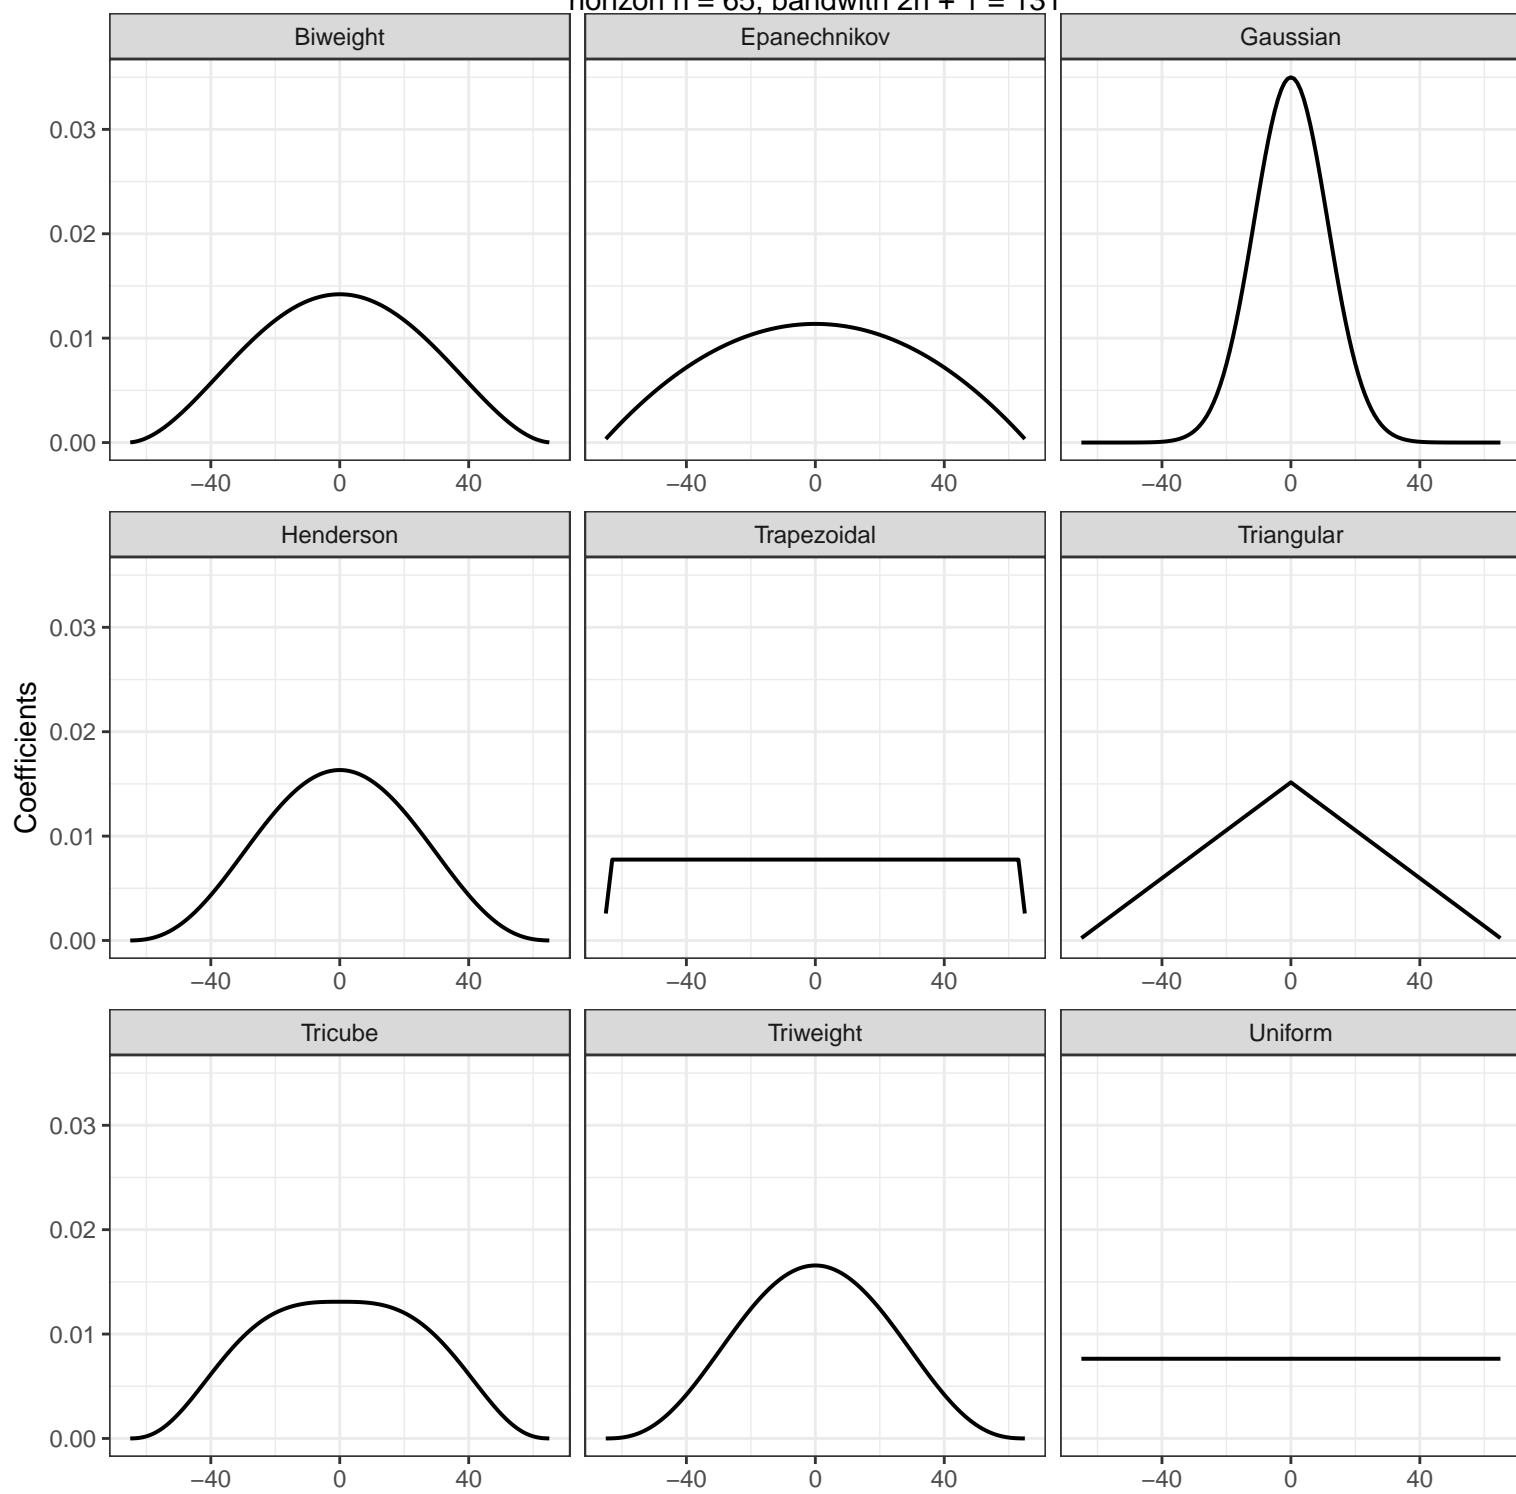 horizon h = 65, bandwith 2h + 1 = 131
Biweight Epanechnikov Gaussian
0.03
0.02
0.01
0.00
−40 0 40 −40 0 40 −40 0 40
Henderson Trapezoidal Triangular
0.03
0.02
0.01
0.00
Coefficients
−40 0 40 −40 0 40 −40 0 40
Tricube Triweight Uniform
0.03
0.02
0.01
0.00
−40 0 40 −40 0 40 −40 0 40